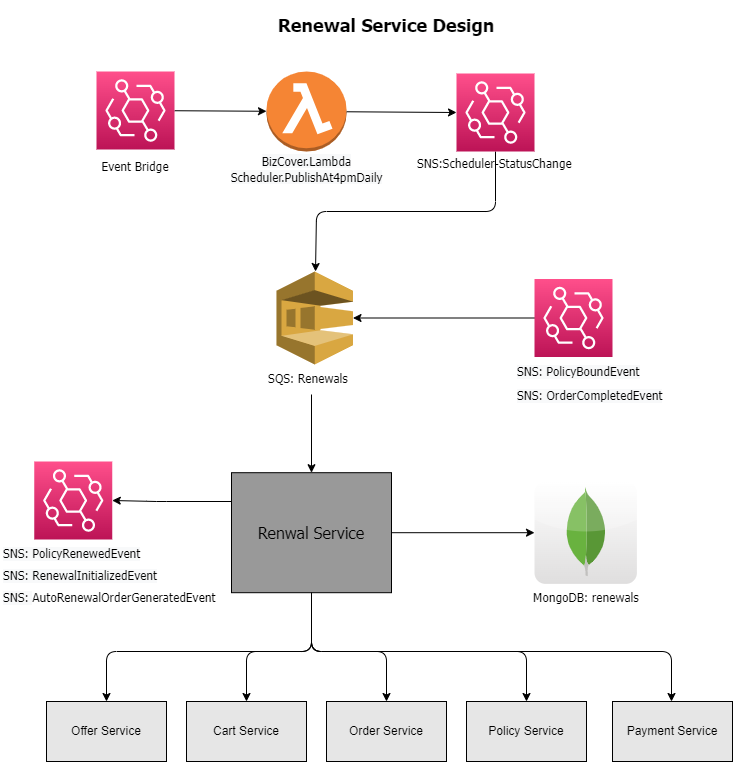 Renewal Service Design
Event Bridge
BizCover.Lambda
Scheduler.PublishAt4pmDaily
SNS:Scheduler-StatusChange
SQS: Renewals
SNS: PolicyBoundEvent
SNS: OrderCompletedEvent
Renwal Service
SNS: PolicyRenewedEvent
SNS: RenewalInitializedEvent
SNS: AutoRenewalOrderGeneratedEvent
MongoDB: renewals
Offer Service
Cart Service
Order Service
Policy Service
Payment Service